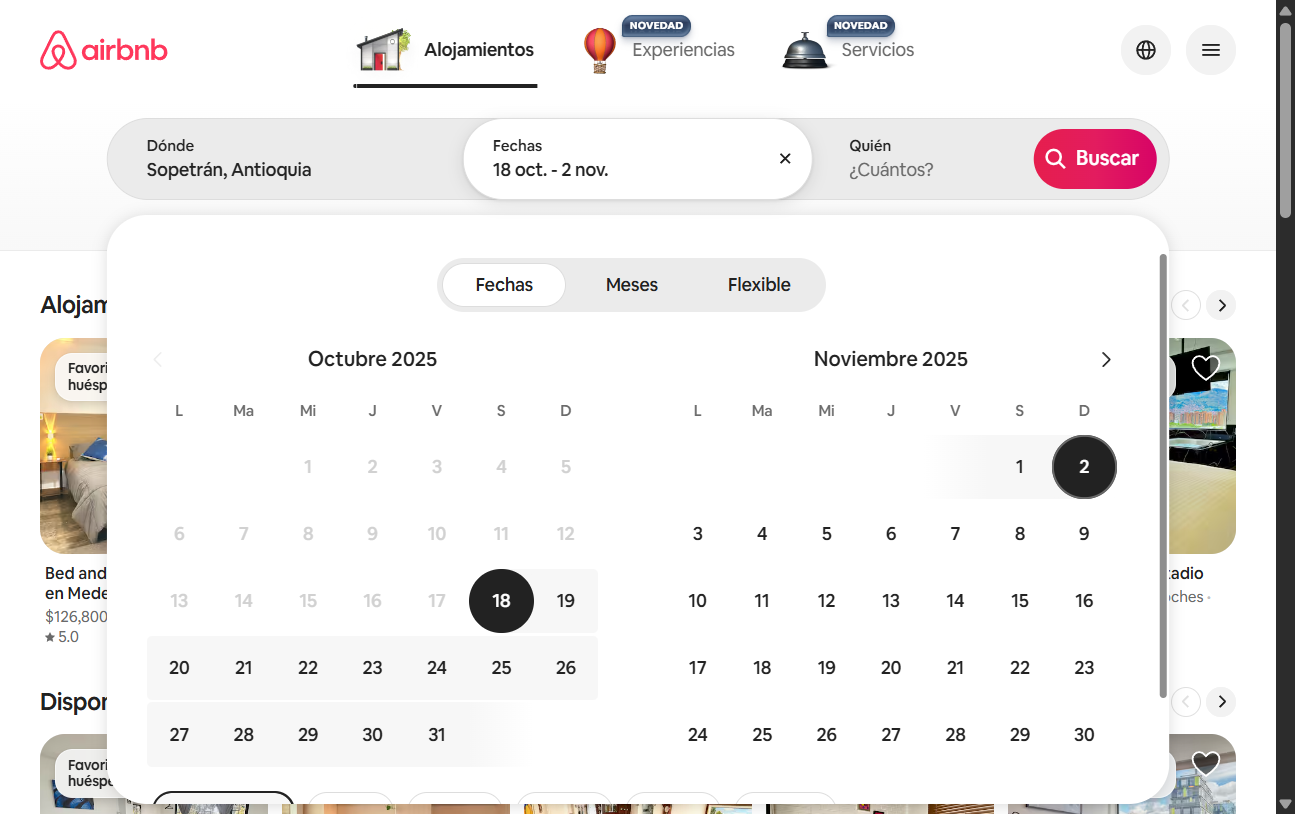 airbnb
Alojamientos
NOVEDAD
Experiencias
NOVEDAD
Servicios
Dónde
Sopetrán, Antioquia
Fechas
18 oct. - 2 nov.
Quién
¿Cuántos?
Buscar
Fechas
Meses
Flexible
Octubre 2025
L Ma Mi J V S D
1 2 3 4 5
6 7 8 9 10 11 12
13 14 15 16 17 18 19
20 21 22 23 24 25 26
27 28 29 30 31
Noviembre 2025
L Ma Mi J V S D
1 2
3 4 5 6 7 8 9
10 11 12 13 14 15 16
17 18 19 20 21 22 23
24 25 26 27 28 29 30
Alojam
Favori
huésp
Bed and
en Mede
$126,800
5.0
tadio
oches ·
Dispor
Favori
huéspe